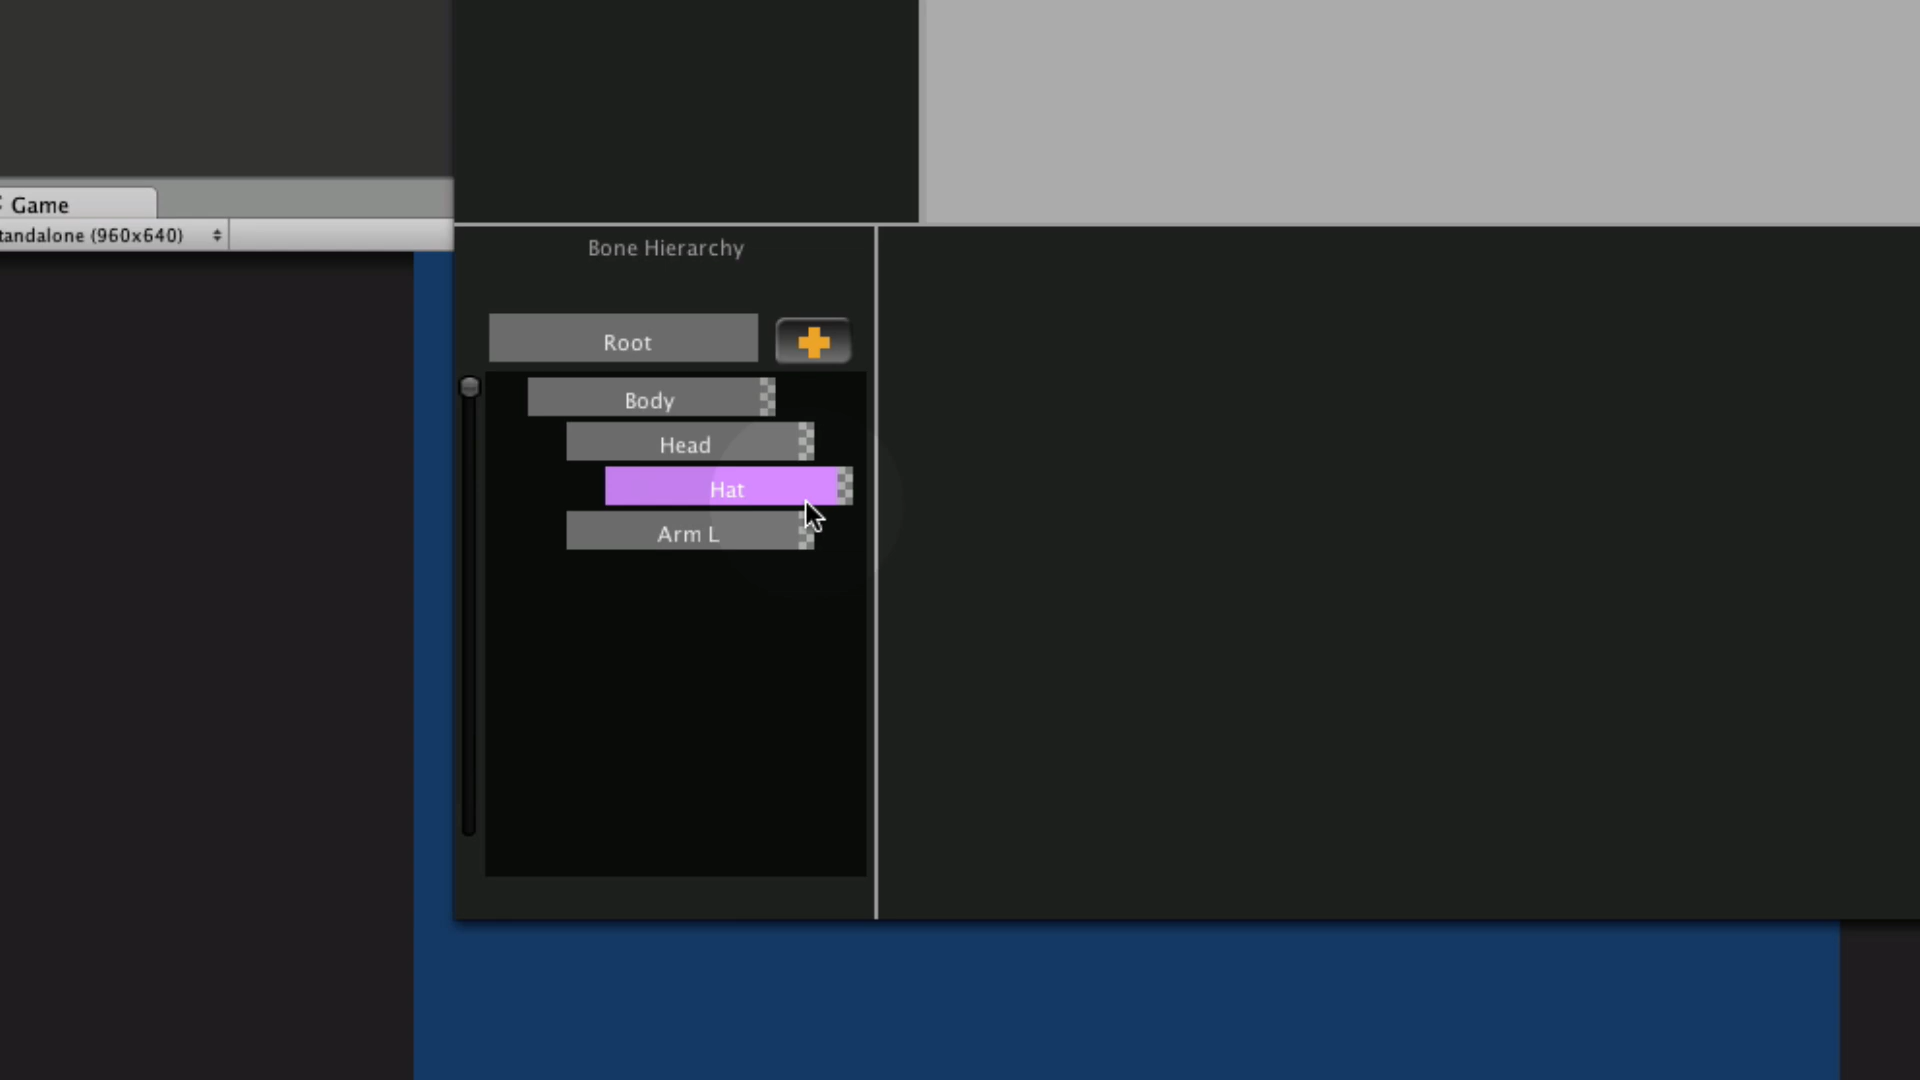 Game
tandalone (960x640)
Bone Hierarchy
Root
Body
Head
Hat
Arm L